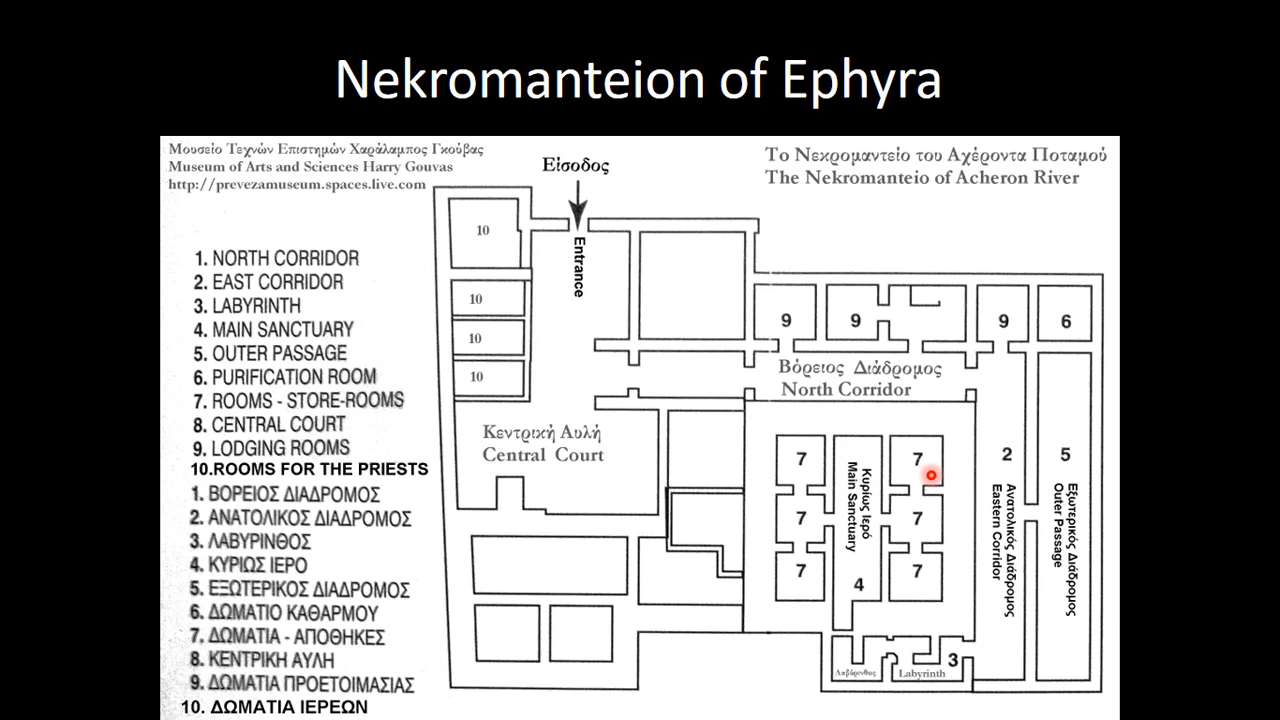 Nekromanteion of Ephyra
Μουσείο Τεχνών Επιστημών Χαράλαμπος Γκούβας
Museum of Arts and Sciences Harry Gouvas
http://prevezamuseum.spaces.live.com
Είσοδος
Το Νεκρομαντείο του Αχέροντα Ποταμού
The Nekromanteio of Acheron River
Entrance
1. NORTH CORRIDOR
2. EAST CORRIDOR
3. LABYRINTH
4. MAIN SANCTUARY
5. OUTER PASSAGE
6. PURIFICATION ROOM
7. ROOMS - STORE-ROOMS
8. CENTRAL COURT
9. LODGING ROOMS
10.ROOMS FOR THE PRIESTS
1. ΒΟΡΕΙΟΣ ΔΙΑΔΡΟΜΟΣ
2. ΑΝΑΤΟΛΙΚΟΣ ΔΙΑΔΡΟΜΟΣ
3. ΛΑΒΥΡΙΝΘΟΣ
4. ΚΥΡΙΩΣ ΙΕΡΟ
5. ΕΞΩΤΕΡΙΚΟΣ ΔΙΑΔΡΟΜΟΣ
6. ΔΩΜΑΤΙΟ ΚΑΘΑΡΜΟΥ
7. ΔΩΜΑΤΙΑ - ΑΠΟΘΗΚΕΣ
8. ΚΕΝΤΡΙΚΗ ΑΥΛΗ
9. ΔΩΜΑΤΙΑ ΠΡΟΕΤΟΙΜΑΣΙΑΣ
10. ΔΩΜΑΤΙΑ ΙΕΡΕΩΝ
10
10
10
10
9
9
9
6
Βόρειος Διάδρομος
North Corridor
Κεντρική Αυλή
Central Court
7
7
7
7
7
7
Κυρίως Ιερό
Main Sanctuary
4
2
Ανατολικός Διάδρομος
Eastern Corridor
5
Εξωτερικός Διάδρομος
Outer Passage
3
Λαβύρινθος
Labyrinth